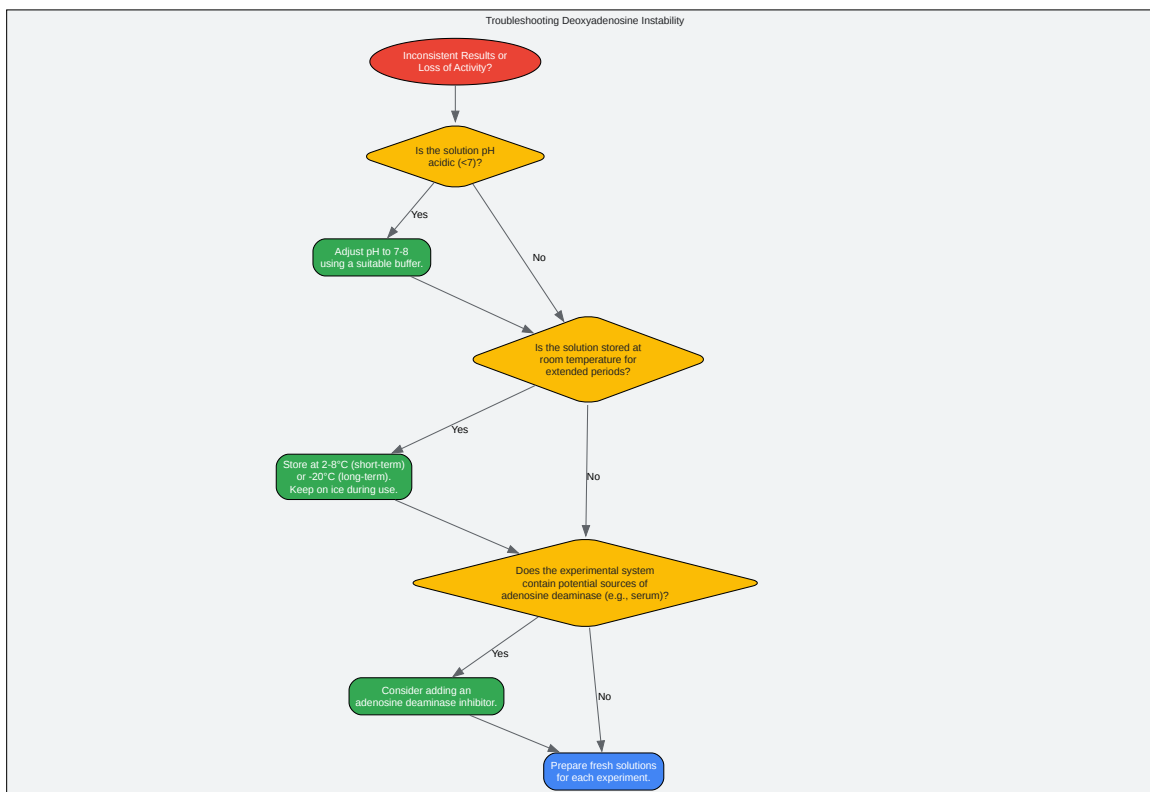 Troubleshooting Deoxyadenosine Instability
Inconsistent Results or
Loss of Activity?
Is the solution pH
acidic (<7)?
Yes
No
Adjust pH to 7-8
using a suitable buffer.
Is the solution stored at
room temperature for
extended periods?
Yes
No
Store at 2-8°C (short-term)
or -20°C (long-term).
Keep on ice during use.
Does the experimental system
contain potential sources of
adenosine deaminase (e.g., serum)?
Yes
No
Consider adding an
adenosine deaminase inhibitor.
Prepare fresh solutions
for each experiment.